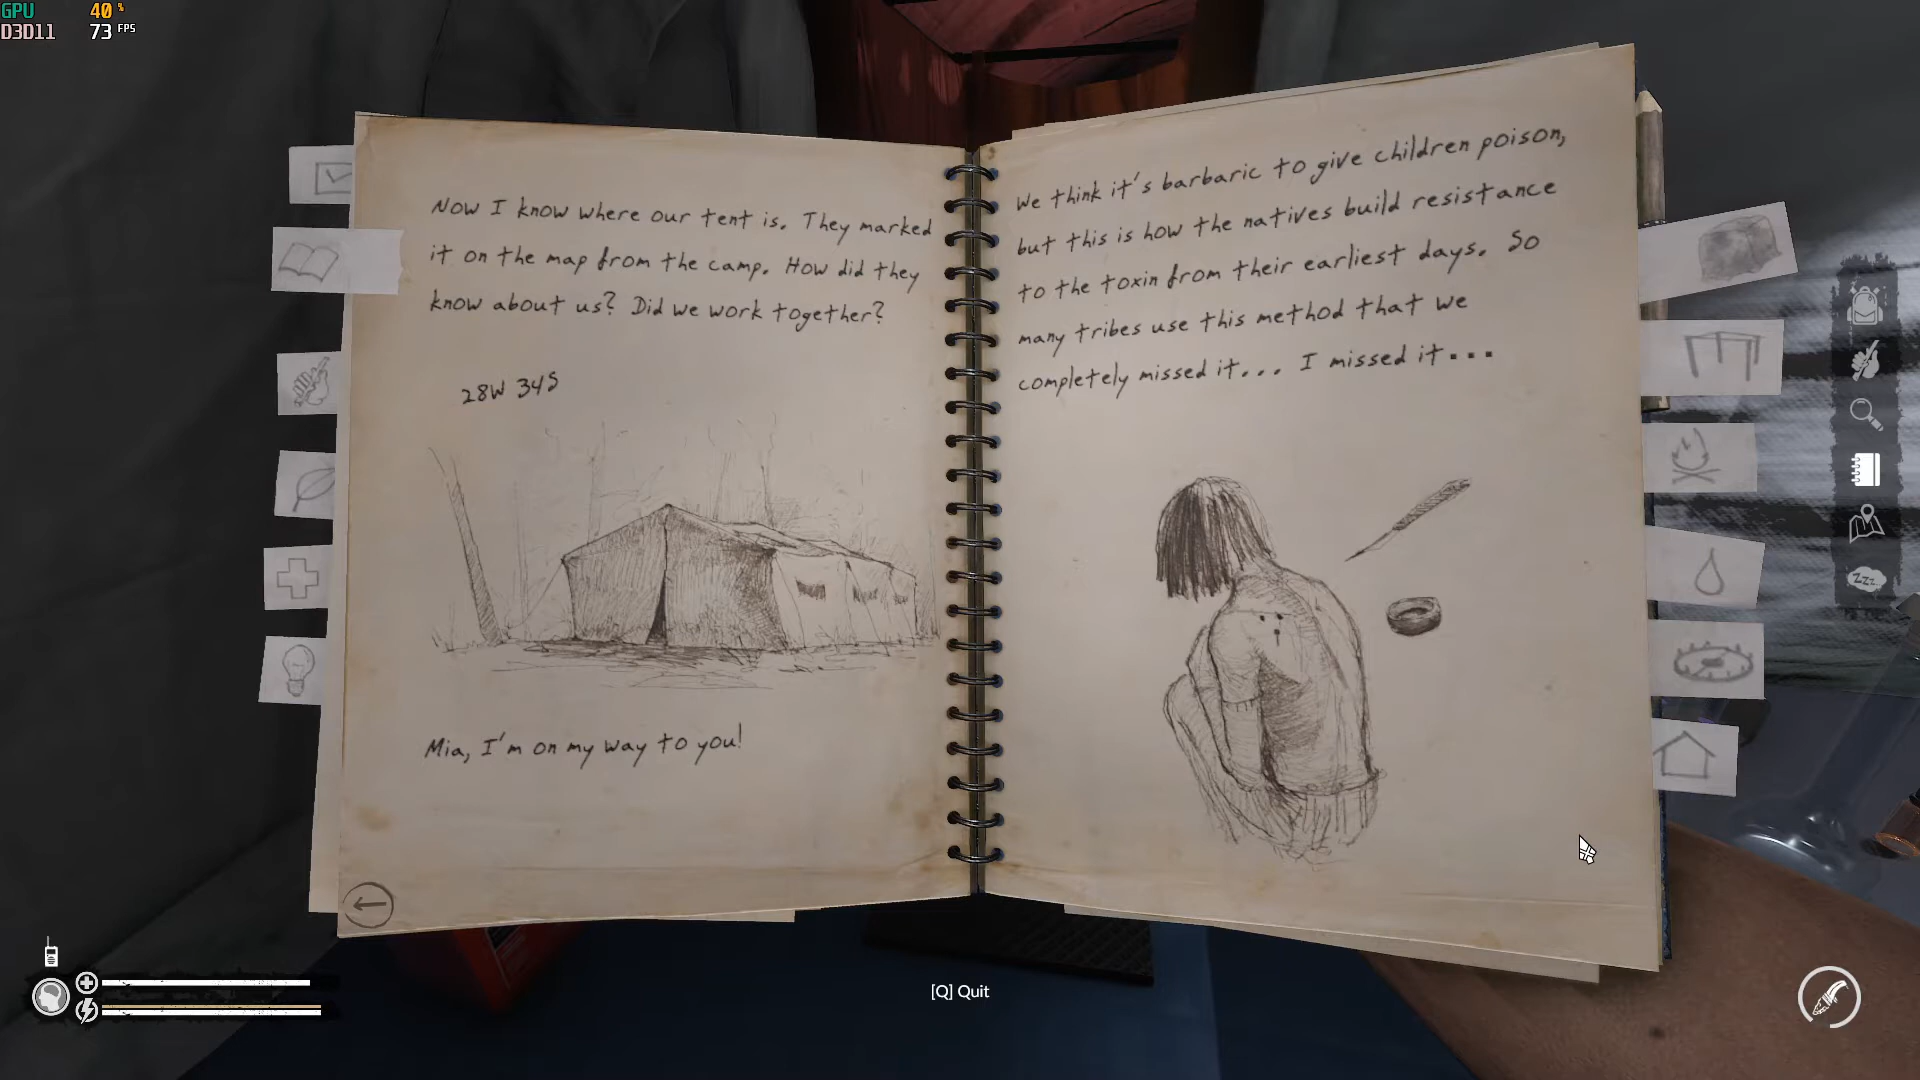 GPU 40 %
D3D11 73 FPS
Now I know where our tent is. They marked
it on the map from the camp. How did they
know about us? Did we work together?
28W 34S
Mia, I'm on my way to you!
We think it's barbaric to give children poison,
but this is how the natives build resistance
to the toxin from their earliest days. So
many tribes use this method that we
completely missed it... I missed it...
zzz
[Q] Quit